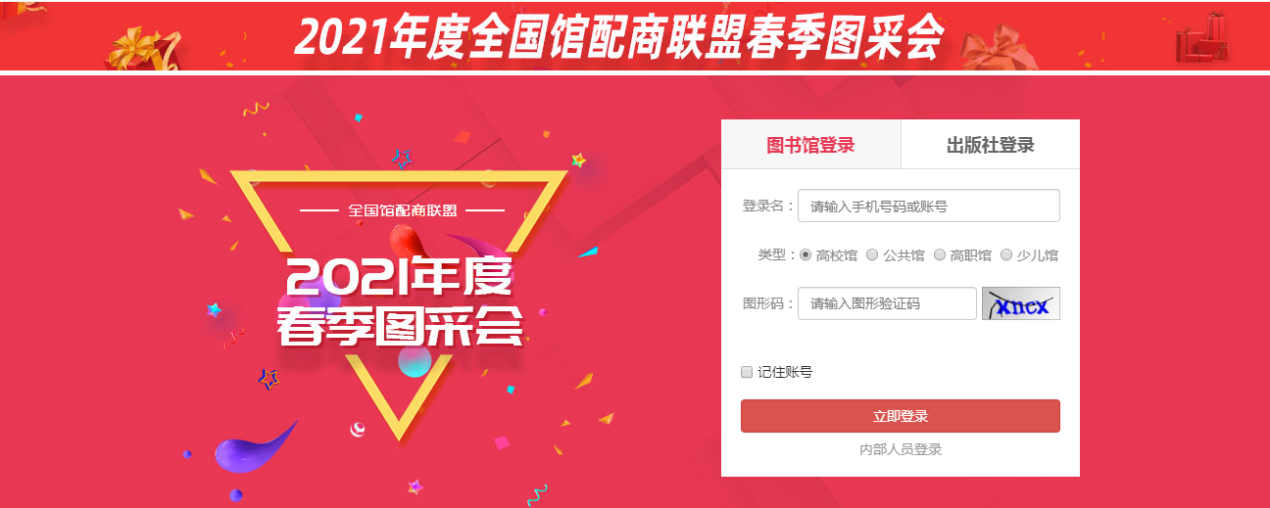 2021年度全国馆配商联盟春季图采会
全国馆配商联盟
2021年度
春季图采会
图书馆登录 出版社登录
登录名： 请输入手机号码或账号
类型： 高校馆 公共馆 高职馆 少儿馆
图形码： 请输入图形验证码 xncx
记住账号
立即登录
内部人员登录